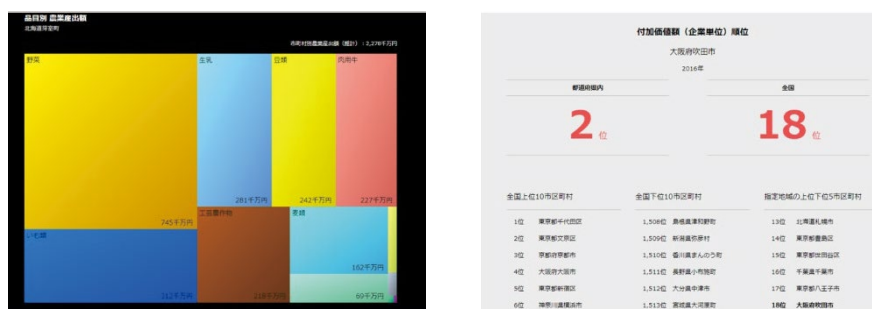 品目別 農業産出額
北海道芽室町
市町村別農業産出額（推計）：2,270千万円
野菜
745千万円
生乳
281千万円
豆類
242千万円
肉用牛
227千万円
いも類
312千万円
工芸農作物
麦類
162千万円
69千万円
付加価値額（企業単位）順位
大阪府吹田市
2016年
都道府県内
全国
2 位
18 位
全国上位10市区町村
全国下位10市区町村
指定地域の上位下位5市区町村
1位 東京都千代田区
1,508位 島根県津和野町
13位 北海道札幌市
2位 東京都文京区
1,509位 新潟県弥彦村
14位 東京都豊島区
3位 京都府京都市
1,510位 香川県まんのう町
15位 東京都世田谷区
4位 大阪府大阪市
1,511位 長野県小布施町
16位 千葉県千葉市
5位 東京都新宿区
1,512位 大分県中津市
17位 東京都八王子市
6位 神奈川県横浜市
1,513位 宮城県大河原町
18位 大阪府吹田市